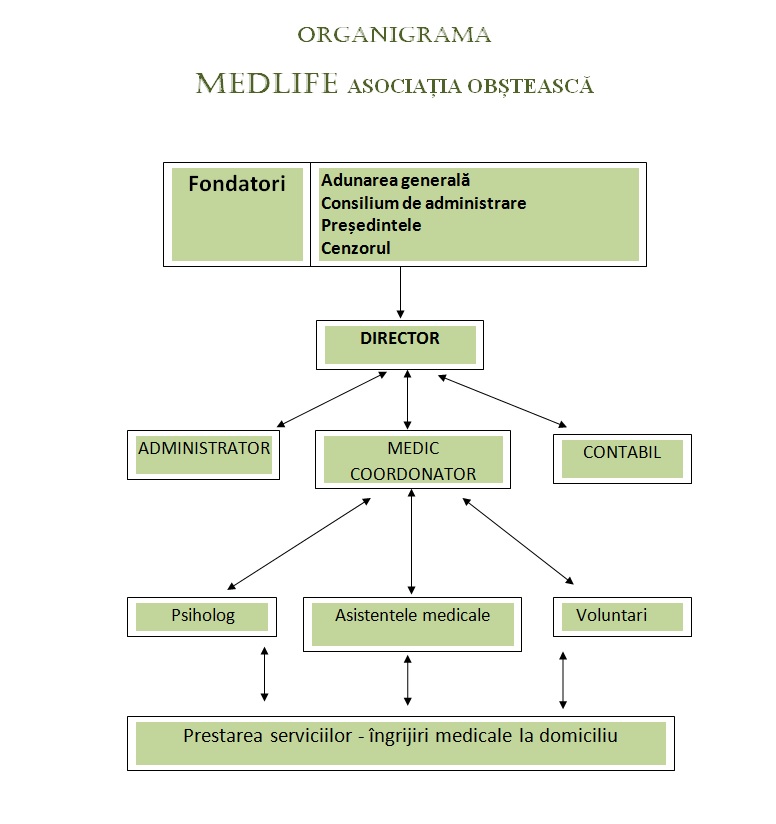 ORGANIGRAMA
MEDLIFE ASOCIAȚIA OBȘTEASCĂ
Fondatori
Adunarea generală
Consilium de administrare
Președintele
Cenzorul
DIRECTOR
ADMINISTRATOR
MEDIC
COORDONATOR
CONTABIL
Psiholog
Asistentele medicale
Voluntari
Prestarea serviciilor - îngrijiri medicale la domiciliu